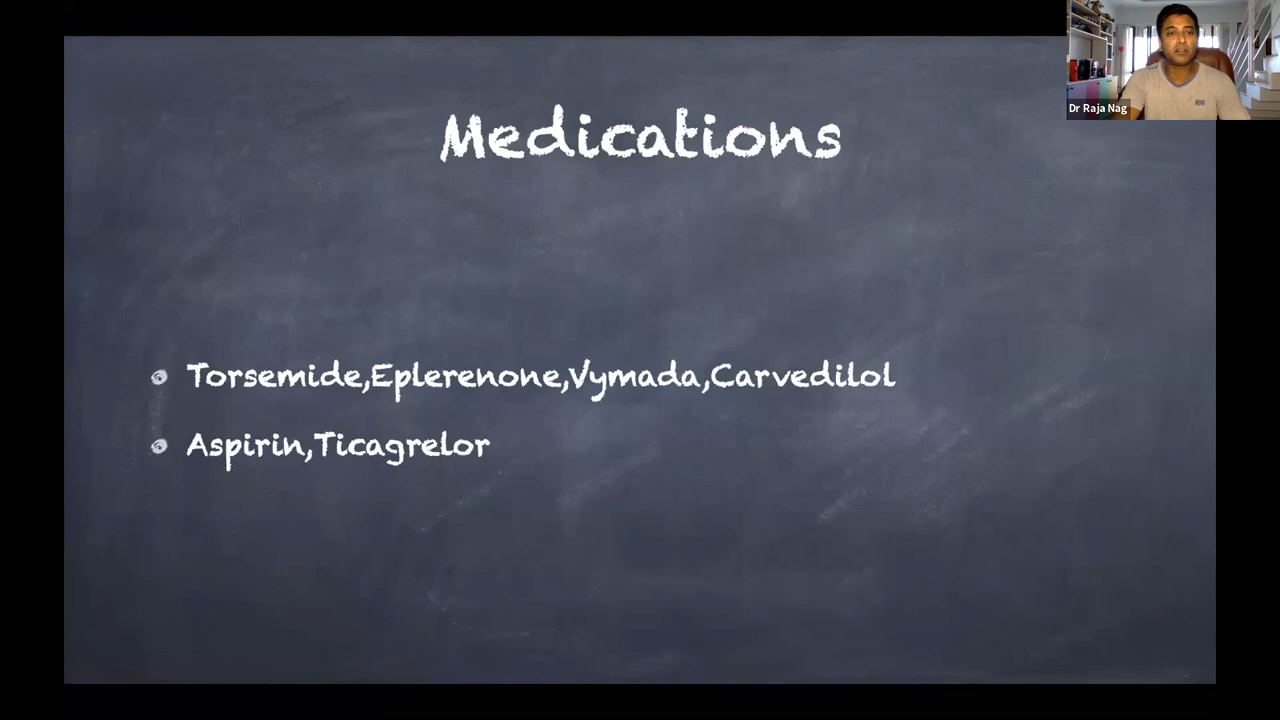 Dr Raja Nag
Medications
Torsemide,Eplerenone,Vymada,Carvedilol
Aspirin,Ticagrelor